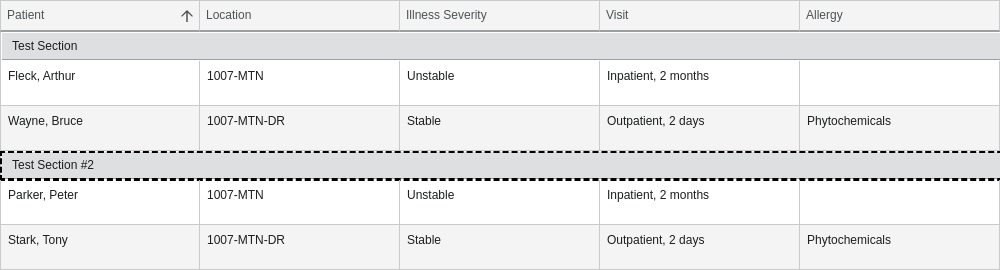 Patient Location Illness Severity Visit Allergy
Test Section
Fleck, Arthur 1007-MTN Unstable Inpatient, 2 months
Wayne, Bruce 1007-MTN-DR Stable Outpatient, 2 days Phytochemicals
Test Section #2
Parker, Peter 1007-MTN Unstable Inpatient, 2 months
Stark, Tony 1007-MTN-DR Stable Outpatient, 2 days Phytochemicals